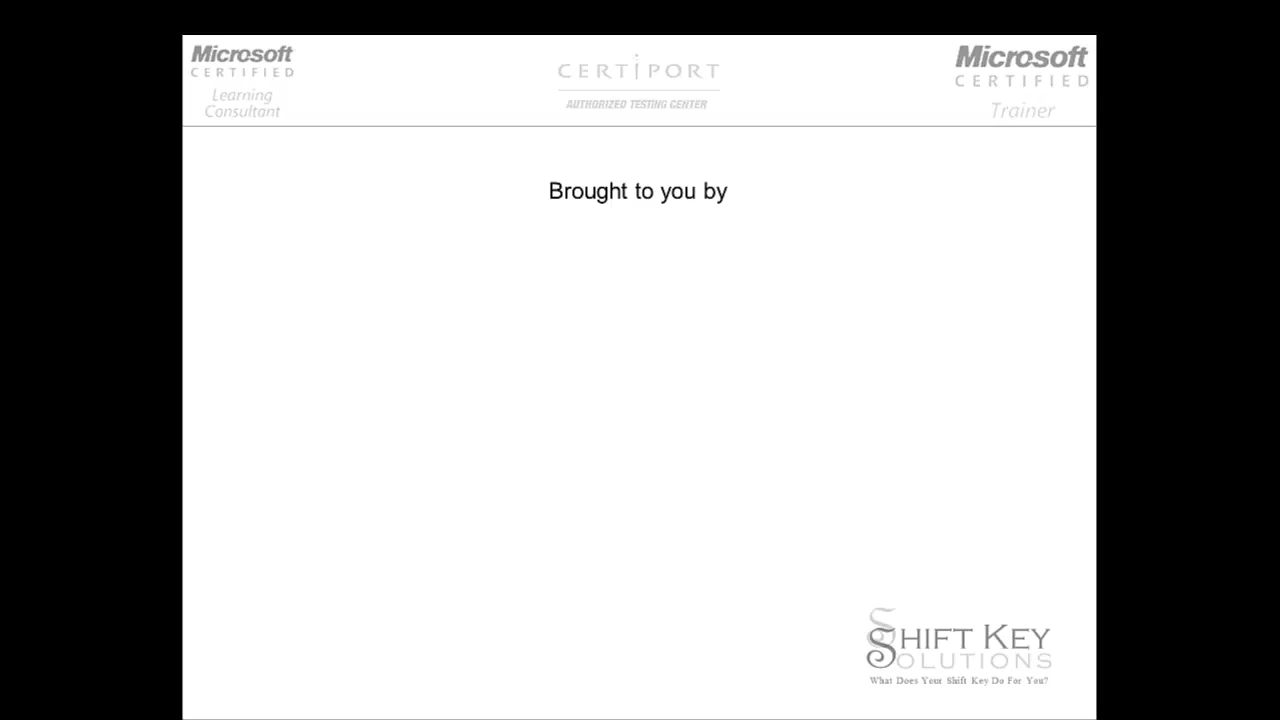 Microsoft
CERTIFIED
Learning
Consultant
CERTIPORT
AUTHORIZED TESTING CENTER
Microsoft
CERTIFIED
Trainer
Brought to you by
SHIFT KEY
SOLUTIONS
What Does Your Shift Key Do For You?